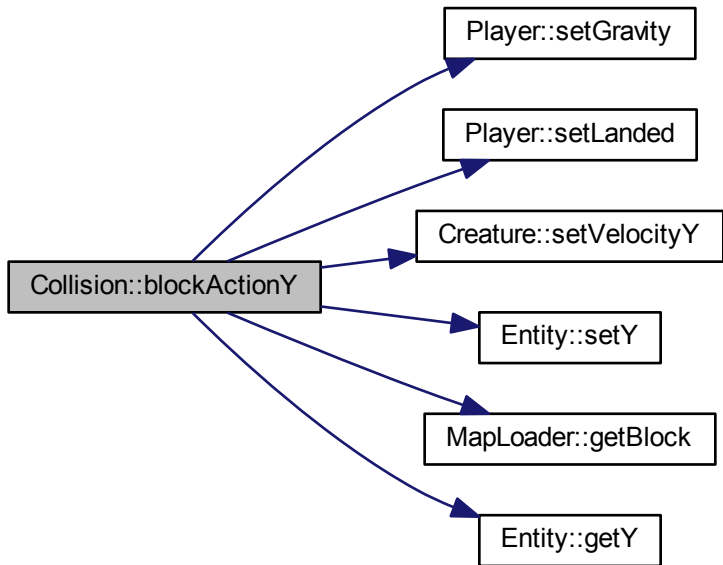 Player::setGravity
Player::setLanded
Creature::setVelocityY
Collision::blockActionY
Entity::setY
MapLoader::getBlock
Entity::getY